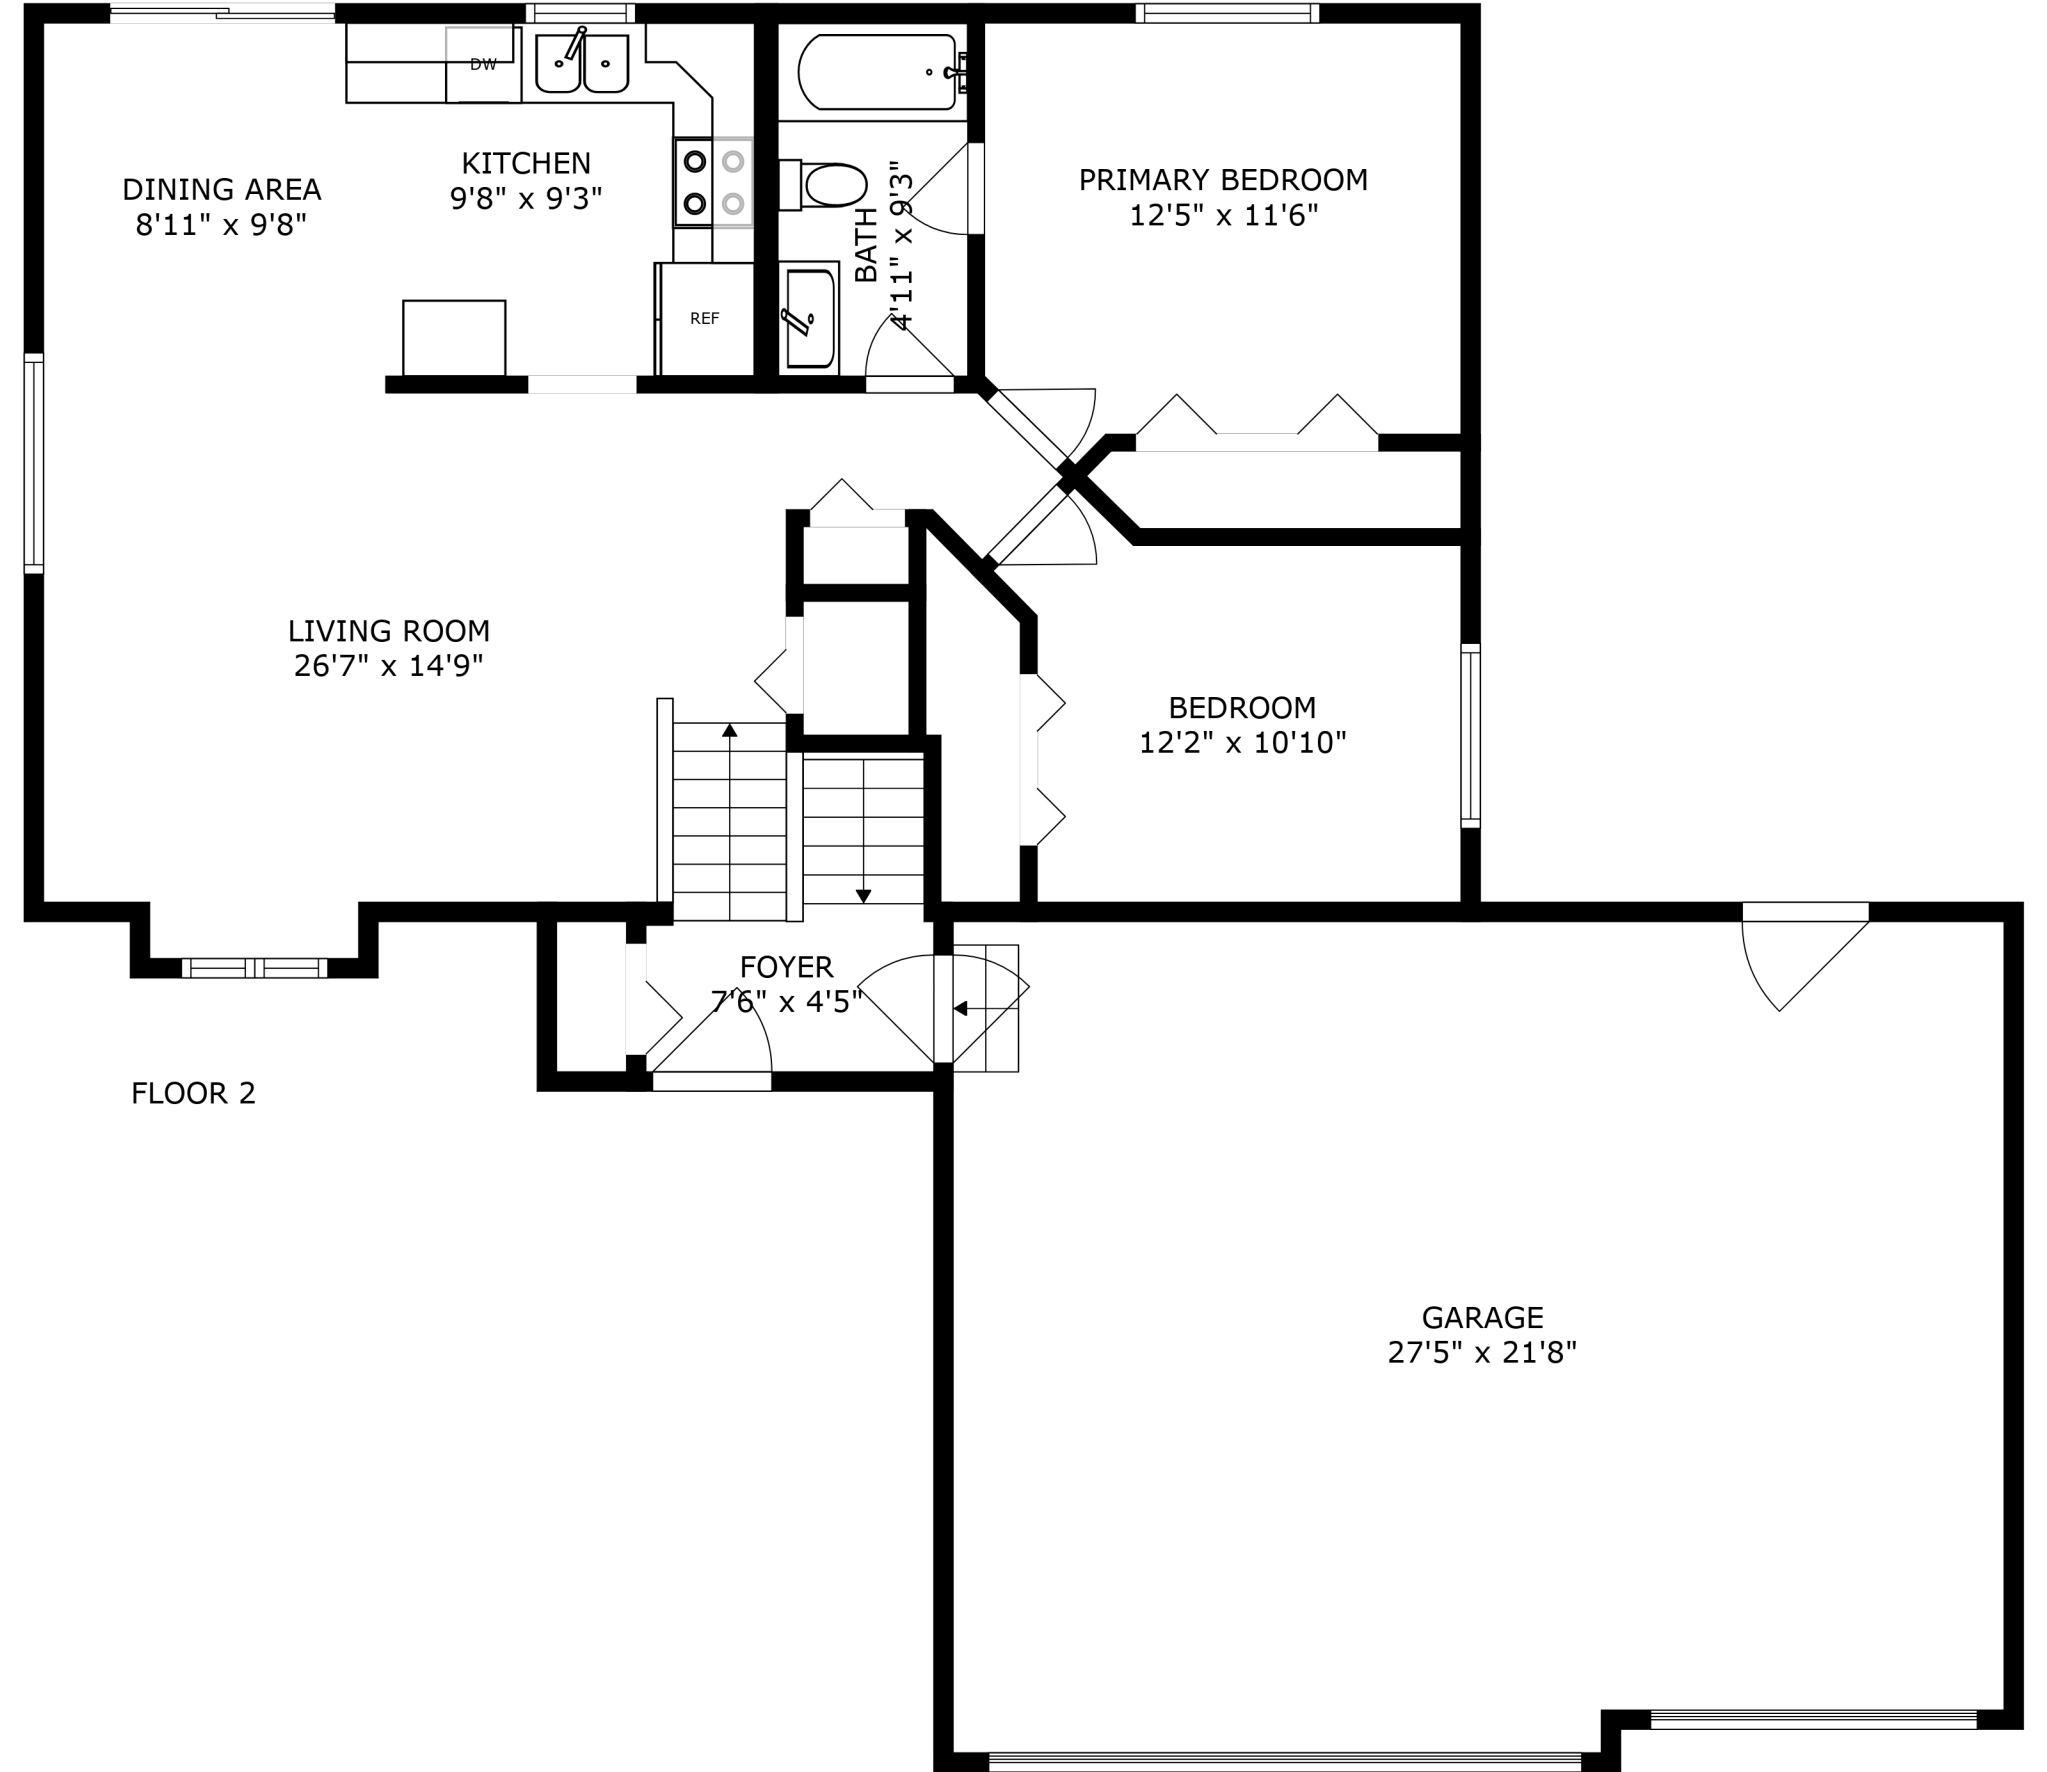 DW
KITCHEN
9'8" x 9'3"
DINING AREA
8'11" x 9'8"
BATH
4'11" x 9'3"
PRIMARY BEDROOM
12'5" x 11'6"
REF
LIVING ROOM
26'7" x 14'9"
BEDROOM
12'2" x 10'10"
FOYER
7'6" x 4'5"
FLOOR 2
GARAGE
27'5" x 21'8"